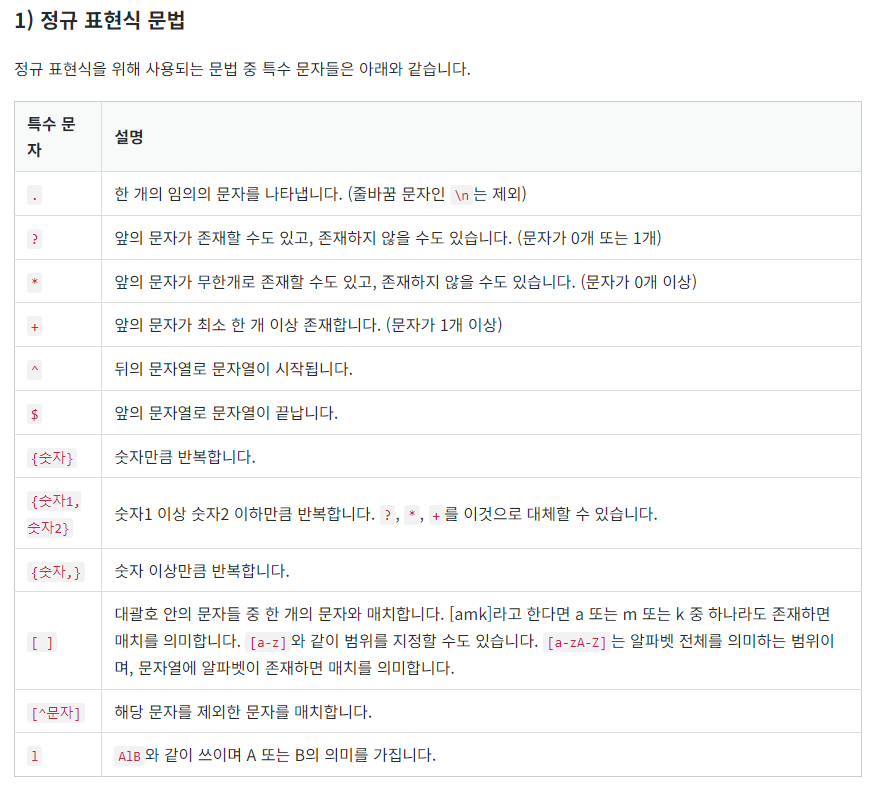 1) 정규 표현식 문법
정규 표현식을 위해 사용되는 문법 중 특수 문자들은 아래와 같습니다.
특수 문
자
설명
.
한 개의 임의의 문자를 나타냅니다. (줄바꿈 문자인 \n는 제외)
?
앞의 문자가 존재할 수도 있고, 존재하지 않을 수도 있습니다. (문자가 0개 또는 1개)
*
앞의 문자가 무한개로 존재할 수도 있고, 존재하지 않을 수도 있습니다. (문자가 0개 이상)
+
앞의 문자가 최소 한 개 이상 존재합니다. (문자가 1개 이상)
^
뒤의 문자열로 문자열이 시작됩니다.
$
앞의 문자열로 문자열이 끝납니다.
{숫자}
숫자만큼 반복합니다.
{숫자1,
숫자2}
숫자1 이상 숫자2 이하만큼 반복합니다. ?, *, +를 이것으로 대체할 수 있습니다.
{숫자,}
숫자 이상만큼 반복합니다.
[ ]
대괄호 안의 문자들 중 한 개의 문자와 매치합니다. [amk]라고 한다면 a 또는 m 또는 k 중 하나라도 존재하면
매치를 의미합니다. [a-z]와 같이 범위를 지정할 수도 있습니다. [a-zA-Z]는 알파벳 전체를 의미하는 범위이
며, 문자열에 알파벳이 존재하면 매치를 의미합니다.
[^문자]
해당 문자를 제외한 문자를 매치합니다.
l
AlB와 같이 쓰이며 A 또는 B의 의미를 가집니다.